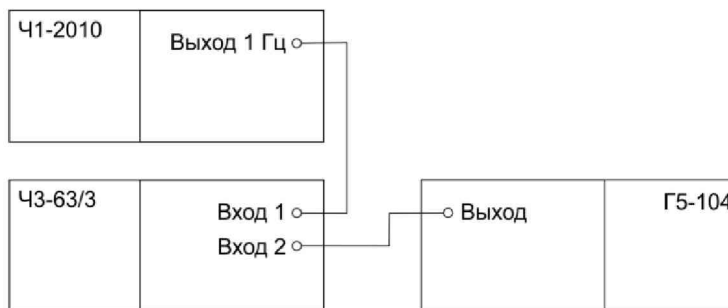 Ч1-2010
Выход 1 Гц
Ч3-63/3
Вход 1
Вход 2
Выход
Г5-104